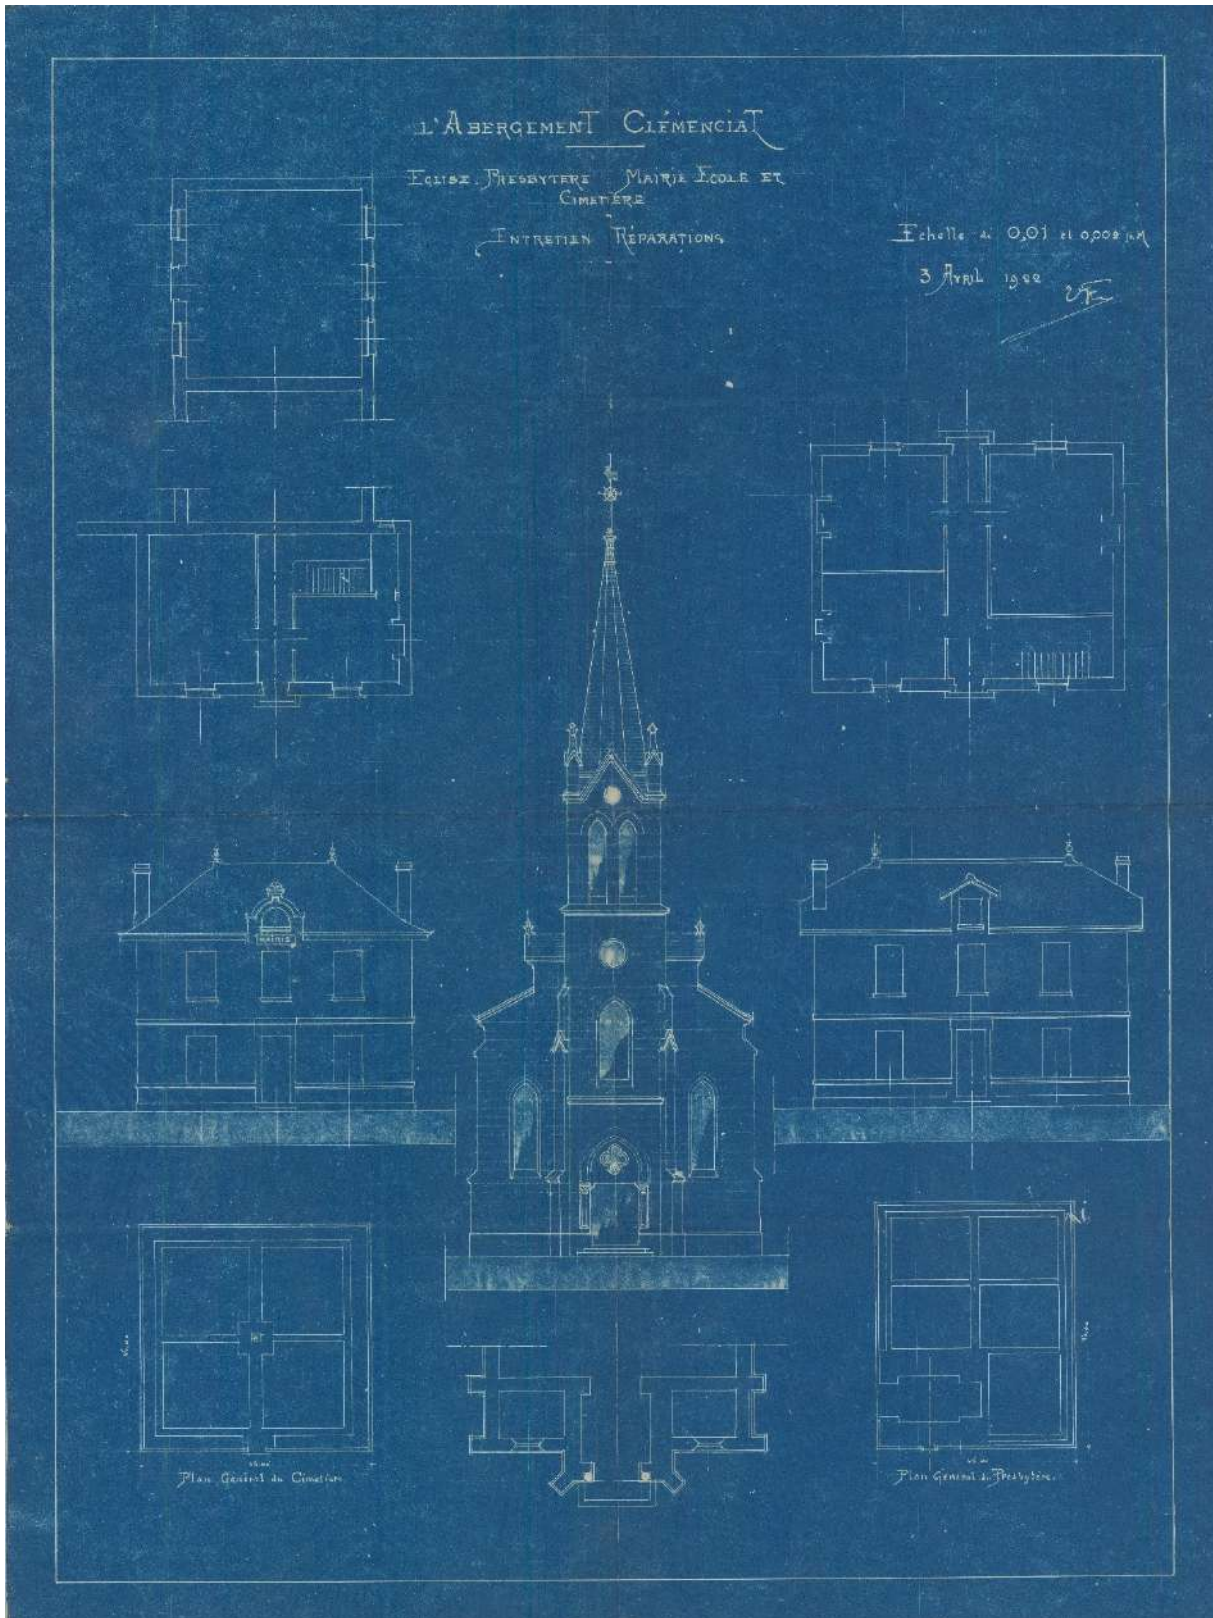 L'ABERGEMENT CLÉMENCIAT
EGLISE. PRESBYTERE MAIRIE ECOLE ET
CIMETIERE
ENTRETIEN RÉPARATIONS
Echelle de 0,01 et 0,002 p.M
3 AVRIL 1922
MAIRIE
Plan Général du Cimetière
Plan Général du Presbytère.